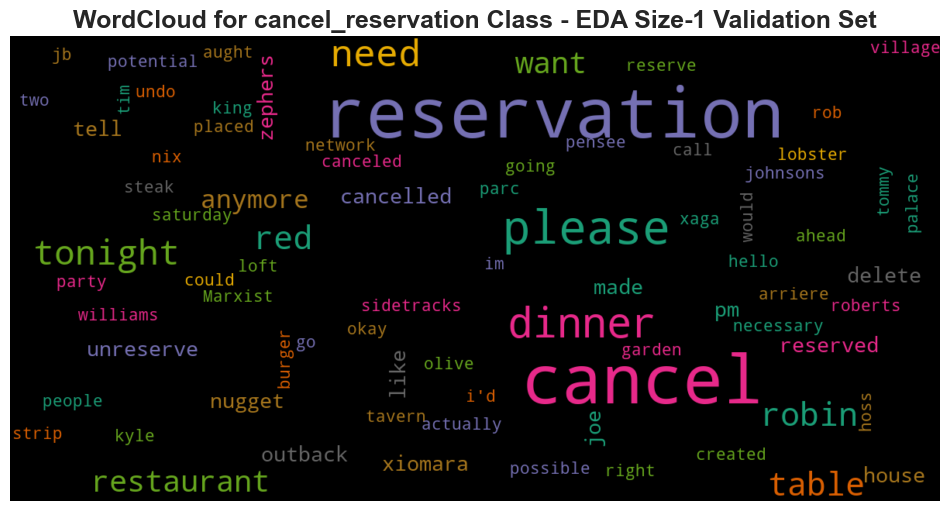 WordCloud for cancel_reservation Class - EDA Size-1 Validation Set
jb
potential
aught
need
want
reserve
village
two
tim
undo
king
zephers
reservation
rob
tell
placed
network
pensee
call
lobster
nix
canceled
going
johnsons
steak
anymore
cancelled
parc
would
tommy
palace
saturday
red
please
xaga
ahead
tonight
loft
im
hello
party
could
Marxist
made
delete
arriere
williams
sidetracks
dinner
pm
roberts
necessary
okay
unreserve
burger
go
garden
reserved
like
olive
cancel
people
nugget
i'd
robin
hoss
tavern
actually
joe
strip
kyle
outback
xiomara
created
restaurant
possible
right
table
house